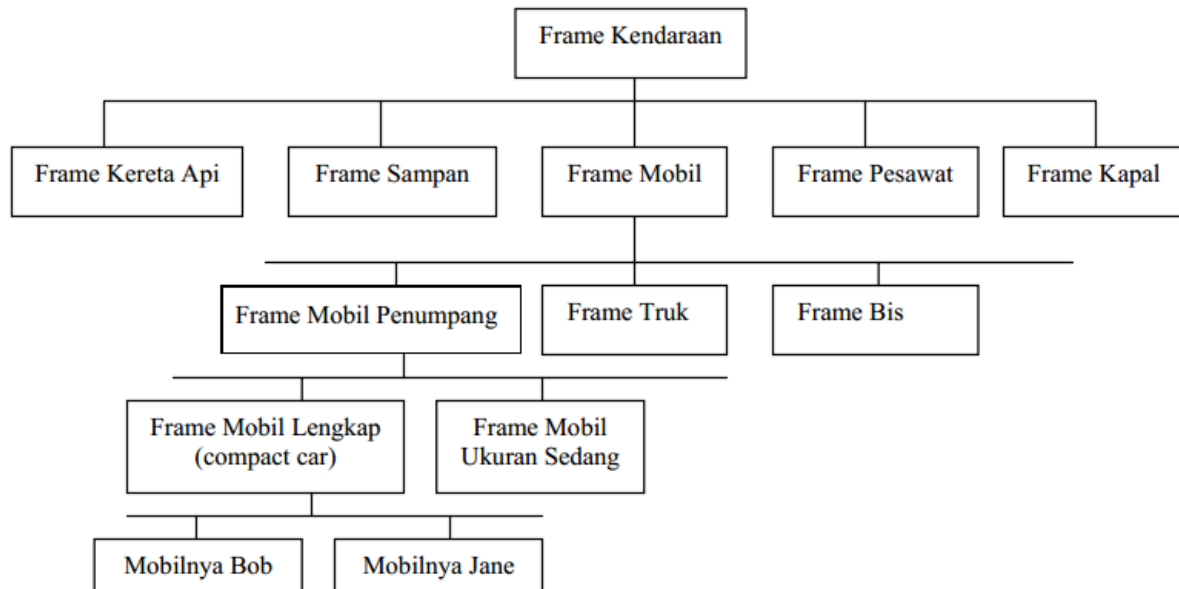 Frame Kendaraan
Frame Kereta Api
Frame Sampan
Frame Mobil
Frame Pesawat
Frame Kapal
Frame Mobil Penumpang
Frame Truk
Frame Bis
Frame Mobil Lengkap
(compact car)
Frame Mobil
Ukuran Sedang
Mobilnya Bob
Mobilnya Jane